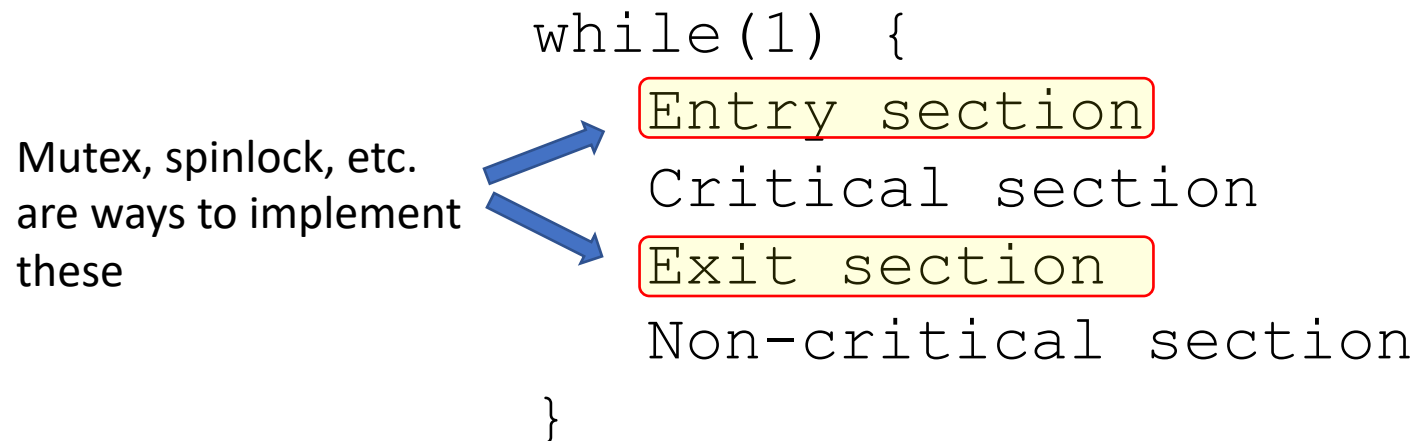 while(1) {
Entry section
Critical section
Exit section
Non-critical section
}
Mutex, spinlock, etc.
are ways to implement
these